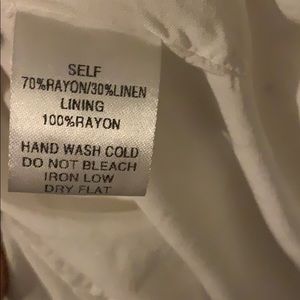 SELF
70%RAYON/30%LINEN
LINING
100%RAYON
HAND WASH COLD
DO NOT BLEACH
IRON LOW
DRY FLAT